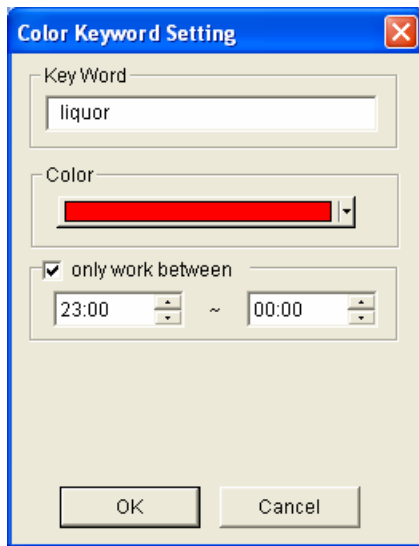 Color Keyword Setting
Key Word
liquor
Color
only work between
23:00 ~ 00:00
OK Cancel